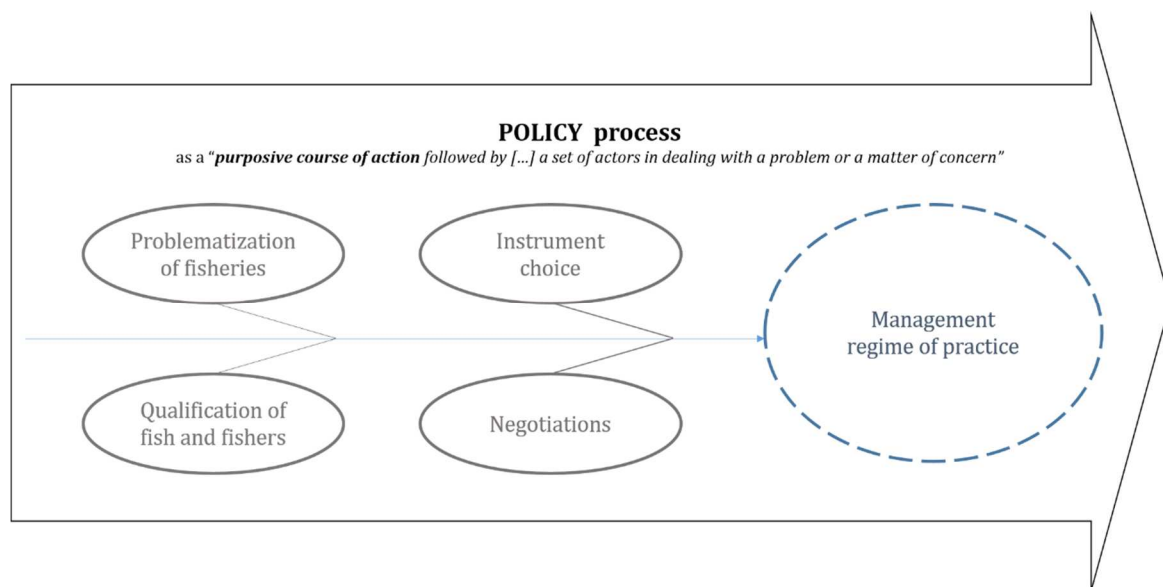 POLICY process
as a “purposive course of action followed by [...] a set of actors in dealing with a problem or a matter of concern”
Problematization
of fisheries
Instrument
choice
Management
regime of practice
Qualification of
fish and fishers
Negotiations